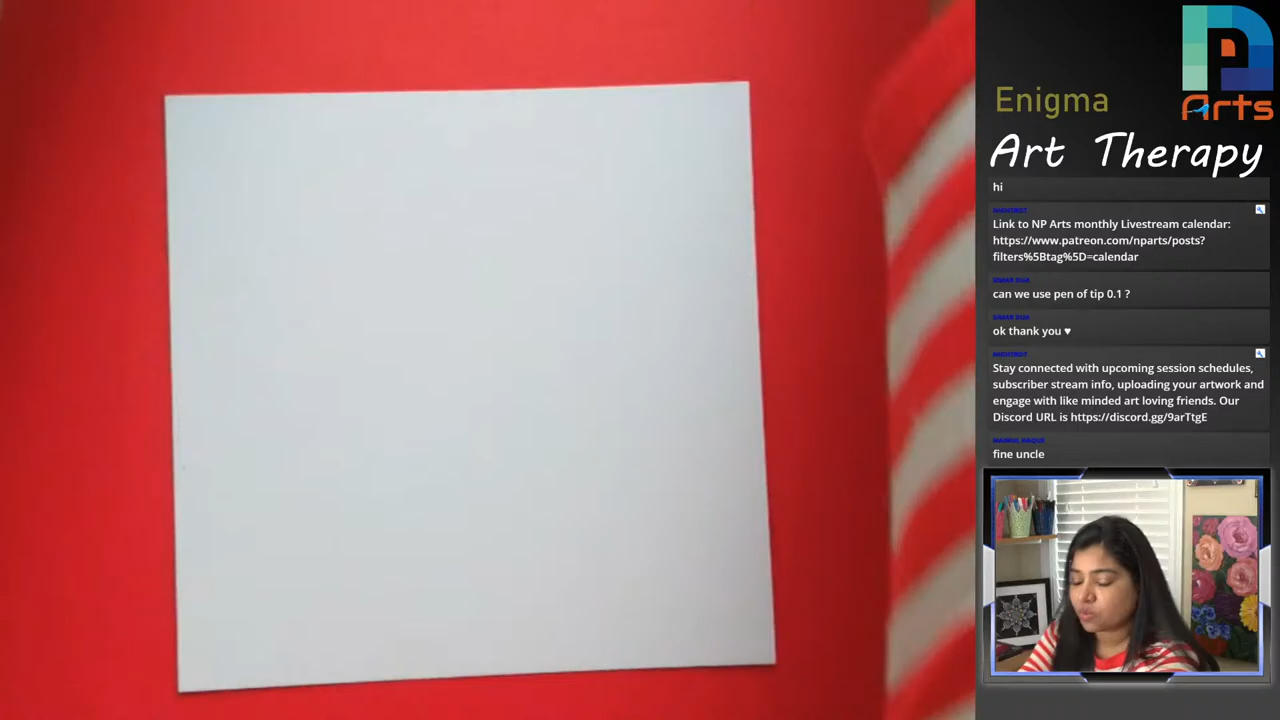 Arts
Enigma
Art Therapy
hi
Link to NP Arts monthly Livestream calendar:
https://www.patreon.com/nparts/posts?
filters%5Btag%5D=calendar
can we use pen of tip 0.1 ?
ok thank you ♥
Stay connected with upcoming session schedules,
subscriber stream info, uploading your artwork and
engage with like minded art loving friends. Our
Discord URL is https://discord.gg/9arTtgE
fine uncle